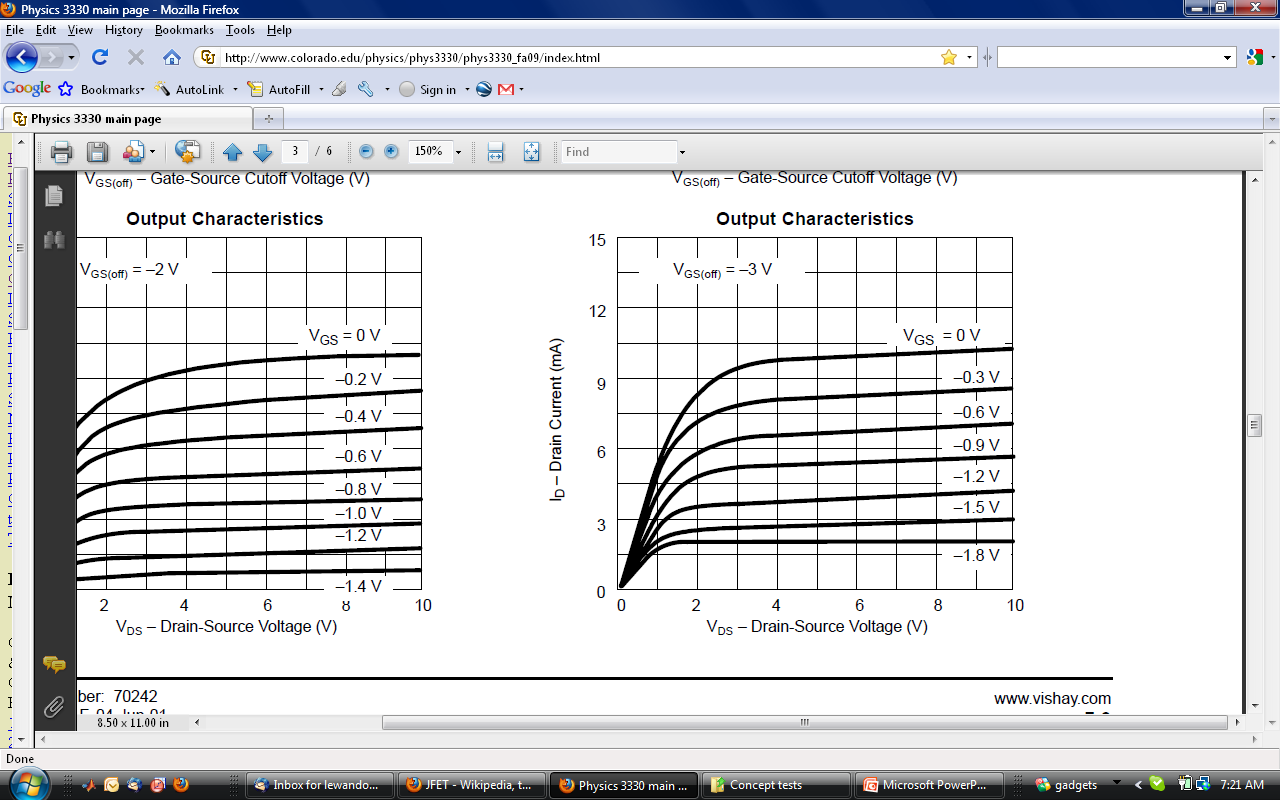 Physics 3330 main page - Mozilla Firefox
File Edit View History Bookmarks Tools Help
http://www.colorado.edu/physics/phys3330/phys3330_fa09/index.html
Google Bookmarks AutoLink AutoFill Sign in
Physics 3330 main page
3 / 6 150% Find
VGS(off) – Gate-Source Cutoff Voltage (V)
VGS(off) – Gate-Source Cutoff Voltage (V)
Output Characteristics
VGS(off) = –2 V
VGS = 0 V
–0.2 V
–0.4 V
–0.6 V
–0.8 V
–1.0 V
–1.2 V
–1.4 V
2 4 6 8 10
VDS – Drain-Source Voltage (V)
Output Characteristics
15
12
9
6
3
0
ID – Drain Current (mA)
VGS(off) = –3 V
VGS = 0 V
–0.3 V
–0.6 V
–0.9 V
–1.2 V
–1.5 V
–1.8 V
0 2 4 6 8 10
VDS – Drain-Source Voltage (V)
ber: 70242
www.vishay.com
8.50 x 11.00 in
Done
Inbox for lewando...
JFET - Wikipedia, t...
Physics 3330 main ...
Concept tests
Microsoft PowerP...
gadgets
7:21 AM